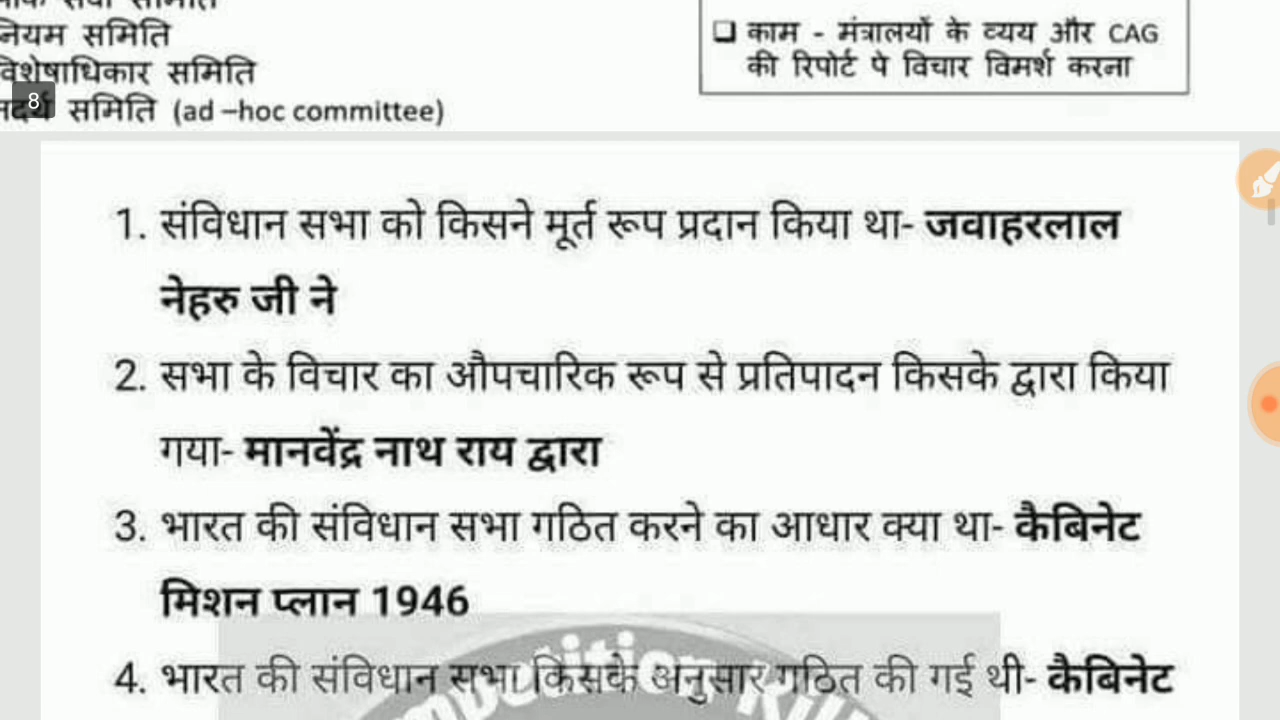 समिति
नियम समिति
विशेषाधिकार समिति
समिति (ad –hoc committee)
8
❑ काम - मंत्रालयों के व्यय और CAG
की रिपोर्ट पे विचार विमर्श करना
1. संविधान सभा को किसने मूर्त रूप प्रदान किया था- जवाहरलाल
नेहरु जी ने
2. सभा के विचार का औपचारिक रूप से प्रतिपादन किसके द्वारा किया
गया- मानवेंद्र नाथ राय द्वारा
3. भारत की संविधान सभा गठित करने का आधार क्या था- कैबिनेट
मिशन प्लान 1946
4. भारत की संविधान सभा किसके अनुसार गठित की गई थी- कैबिनेट